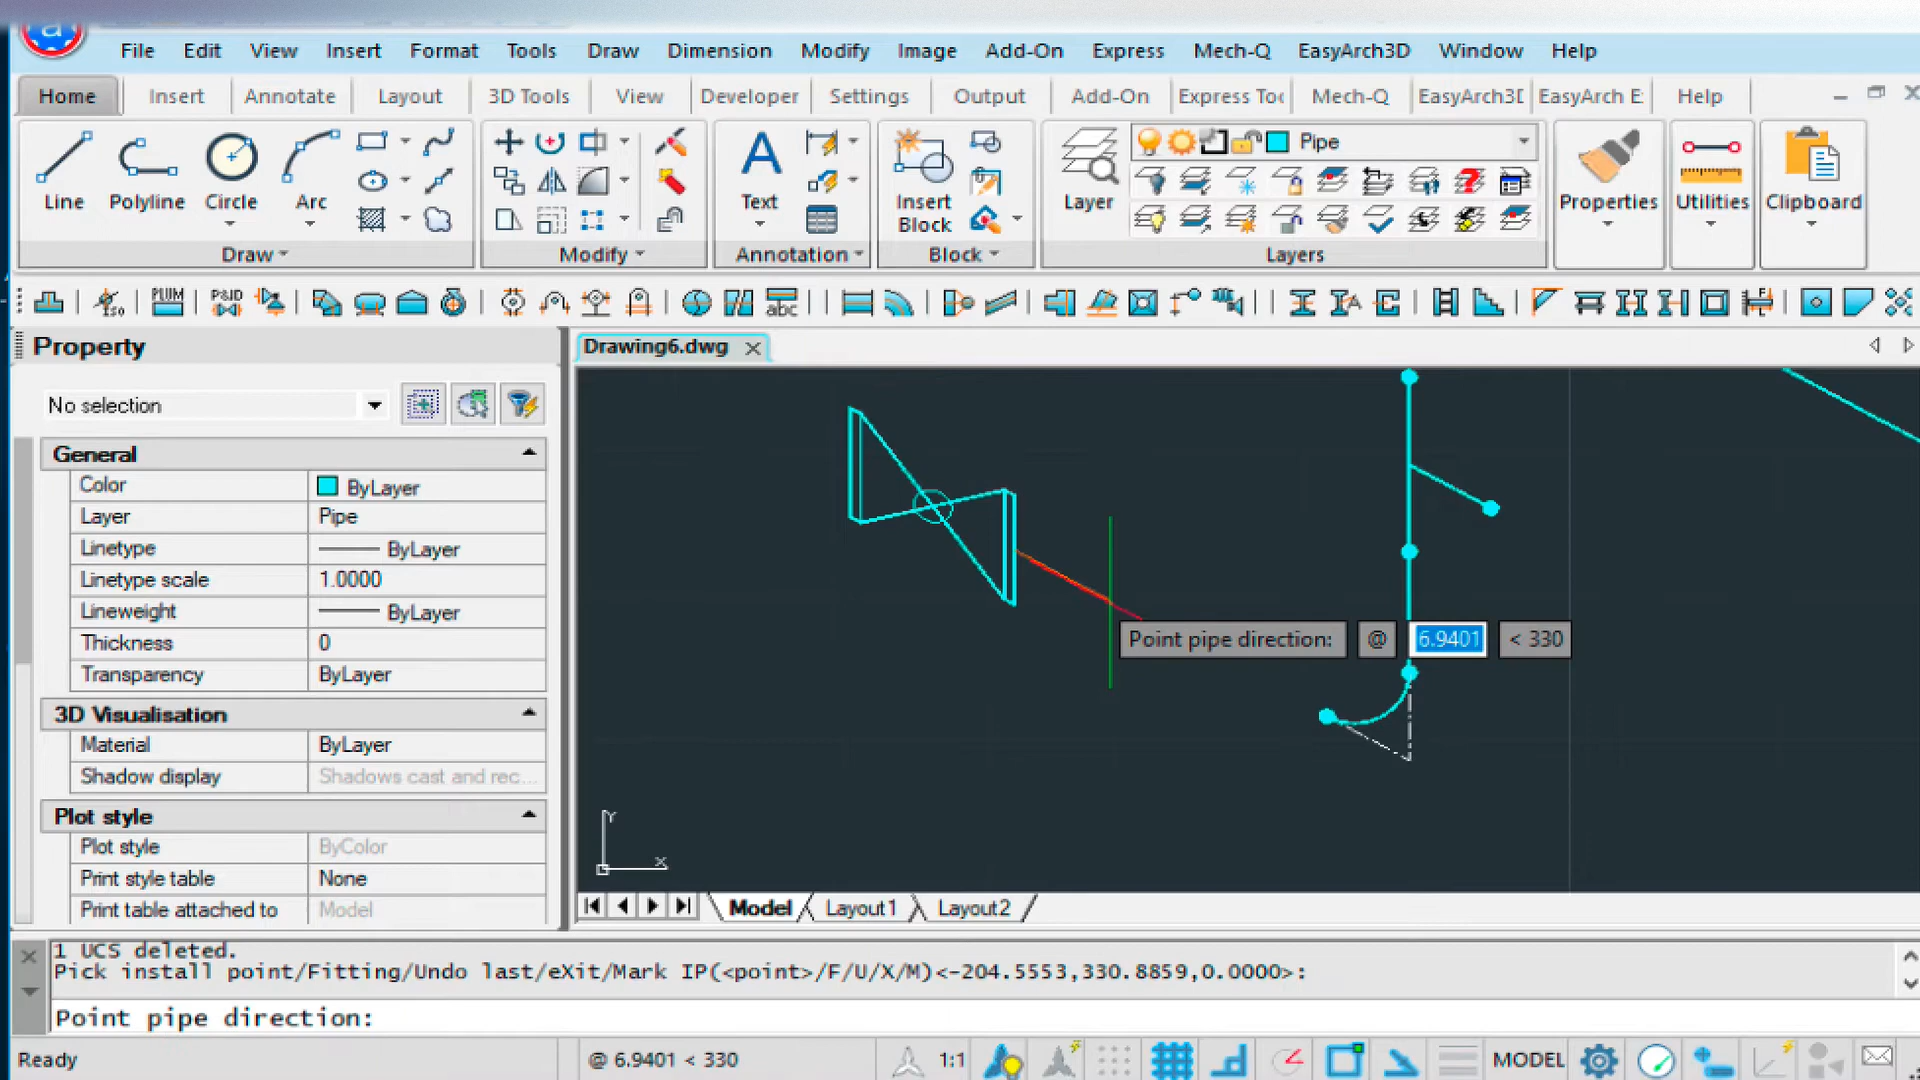 File Edit View Insert Format Tools Draw Dimension Modify Image Add-On Express Mech-Q EasyArch3D Window Help
Home Insert Annotate Layout 3D Tools View Developer Settings Output Add-On Express Too Mech-Q EasyArch3D EasyArch E Help
Pipe
Line Polyline Circle Arc Text Insert Block Layer Properties Utilities Clipboard
Draw Modify Annotation Block Layers
ISO PLUM P&ID abc
Property
Drawing6.dwg
No selection
General
Color ByLayer
Layer Pipe
Linetype ByLayer
Linetype scale 1.0000
Lineweight ByLayer
Thickness 0
Transparency ByLayer
Point pipe direction: @ 6.9401 < 330
3D Visualisation
Material ByLayer
Shadow display Shadows cast and rec...
Plot style
Plot style ByColor
Print style table None
Print table attached to Model
Y
X
Model Layout1 Layout2
1 UCS deleted.
Pick install point/Fitting/Undo last/eXit/Mark IP(<point>/F/U/X/M)<-204.5553,330.8859,0.0000>:
Point pipe direction:
Ready @ 6.9401 < 330 1:1 MODEL